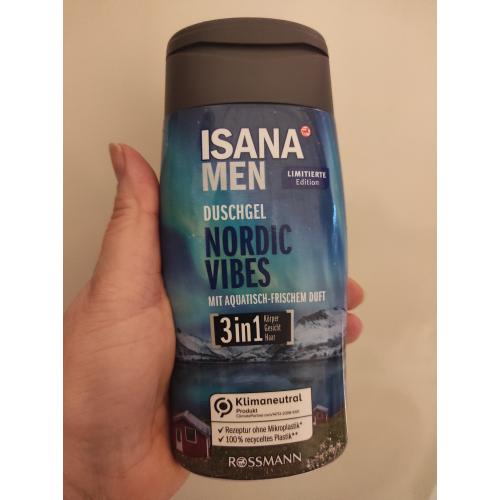 ISANA
MEN
LIMITIERTE
Edition
DUSCHGEL
NORDIC
VIBES
MIT AQUATISCH-FRISCHEM DUFT
3in1
Körper
Gesicht
Haar
Klimaneutral
Produkt
✓ Rezeptur ohne Mikroplastik*
✓ 100% recyceltes Plastik**
ROSSMANN